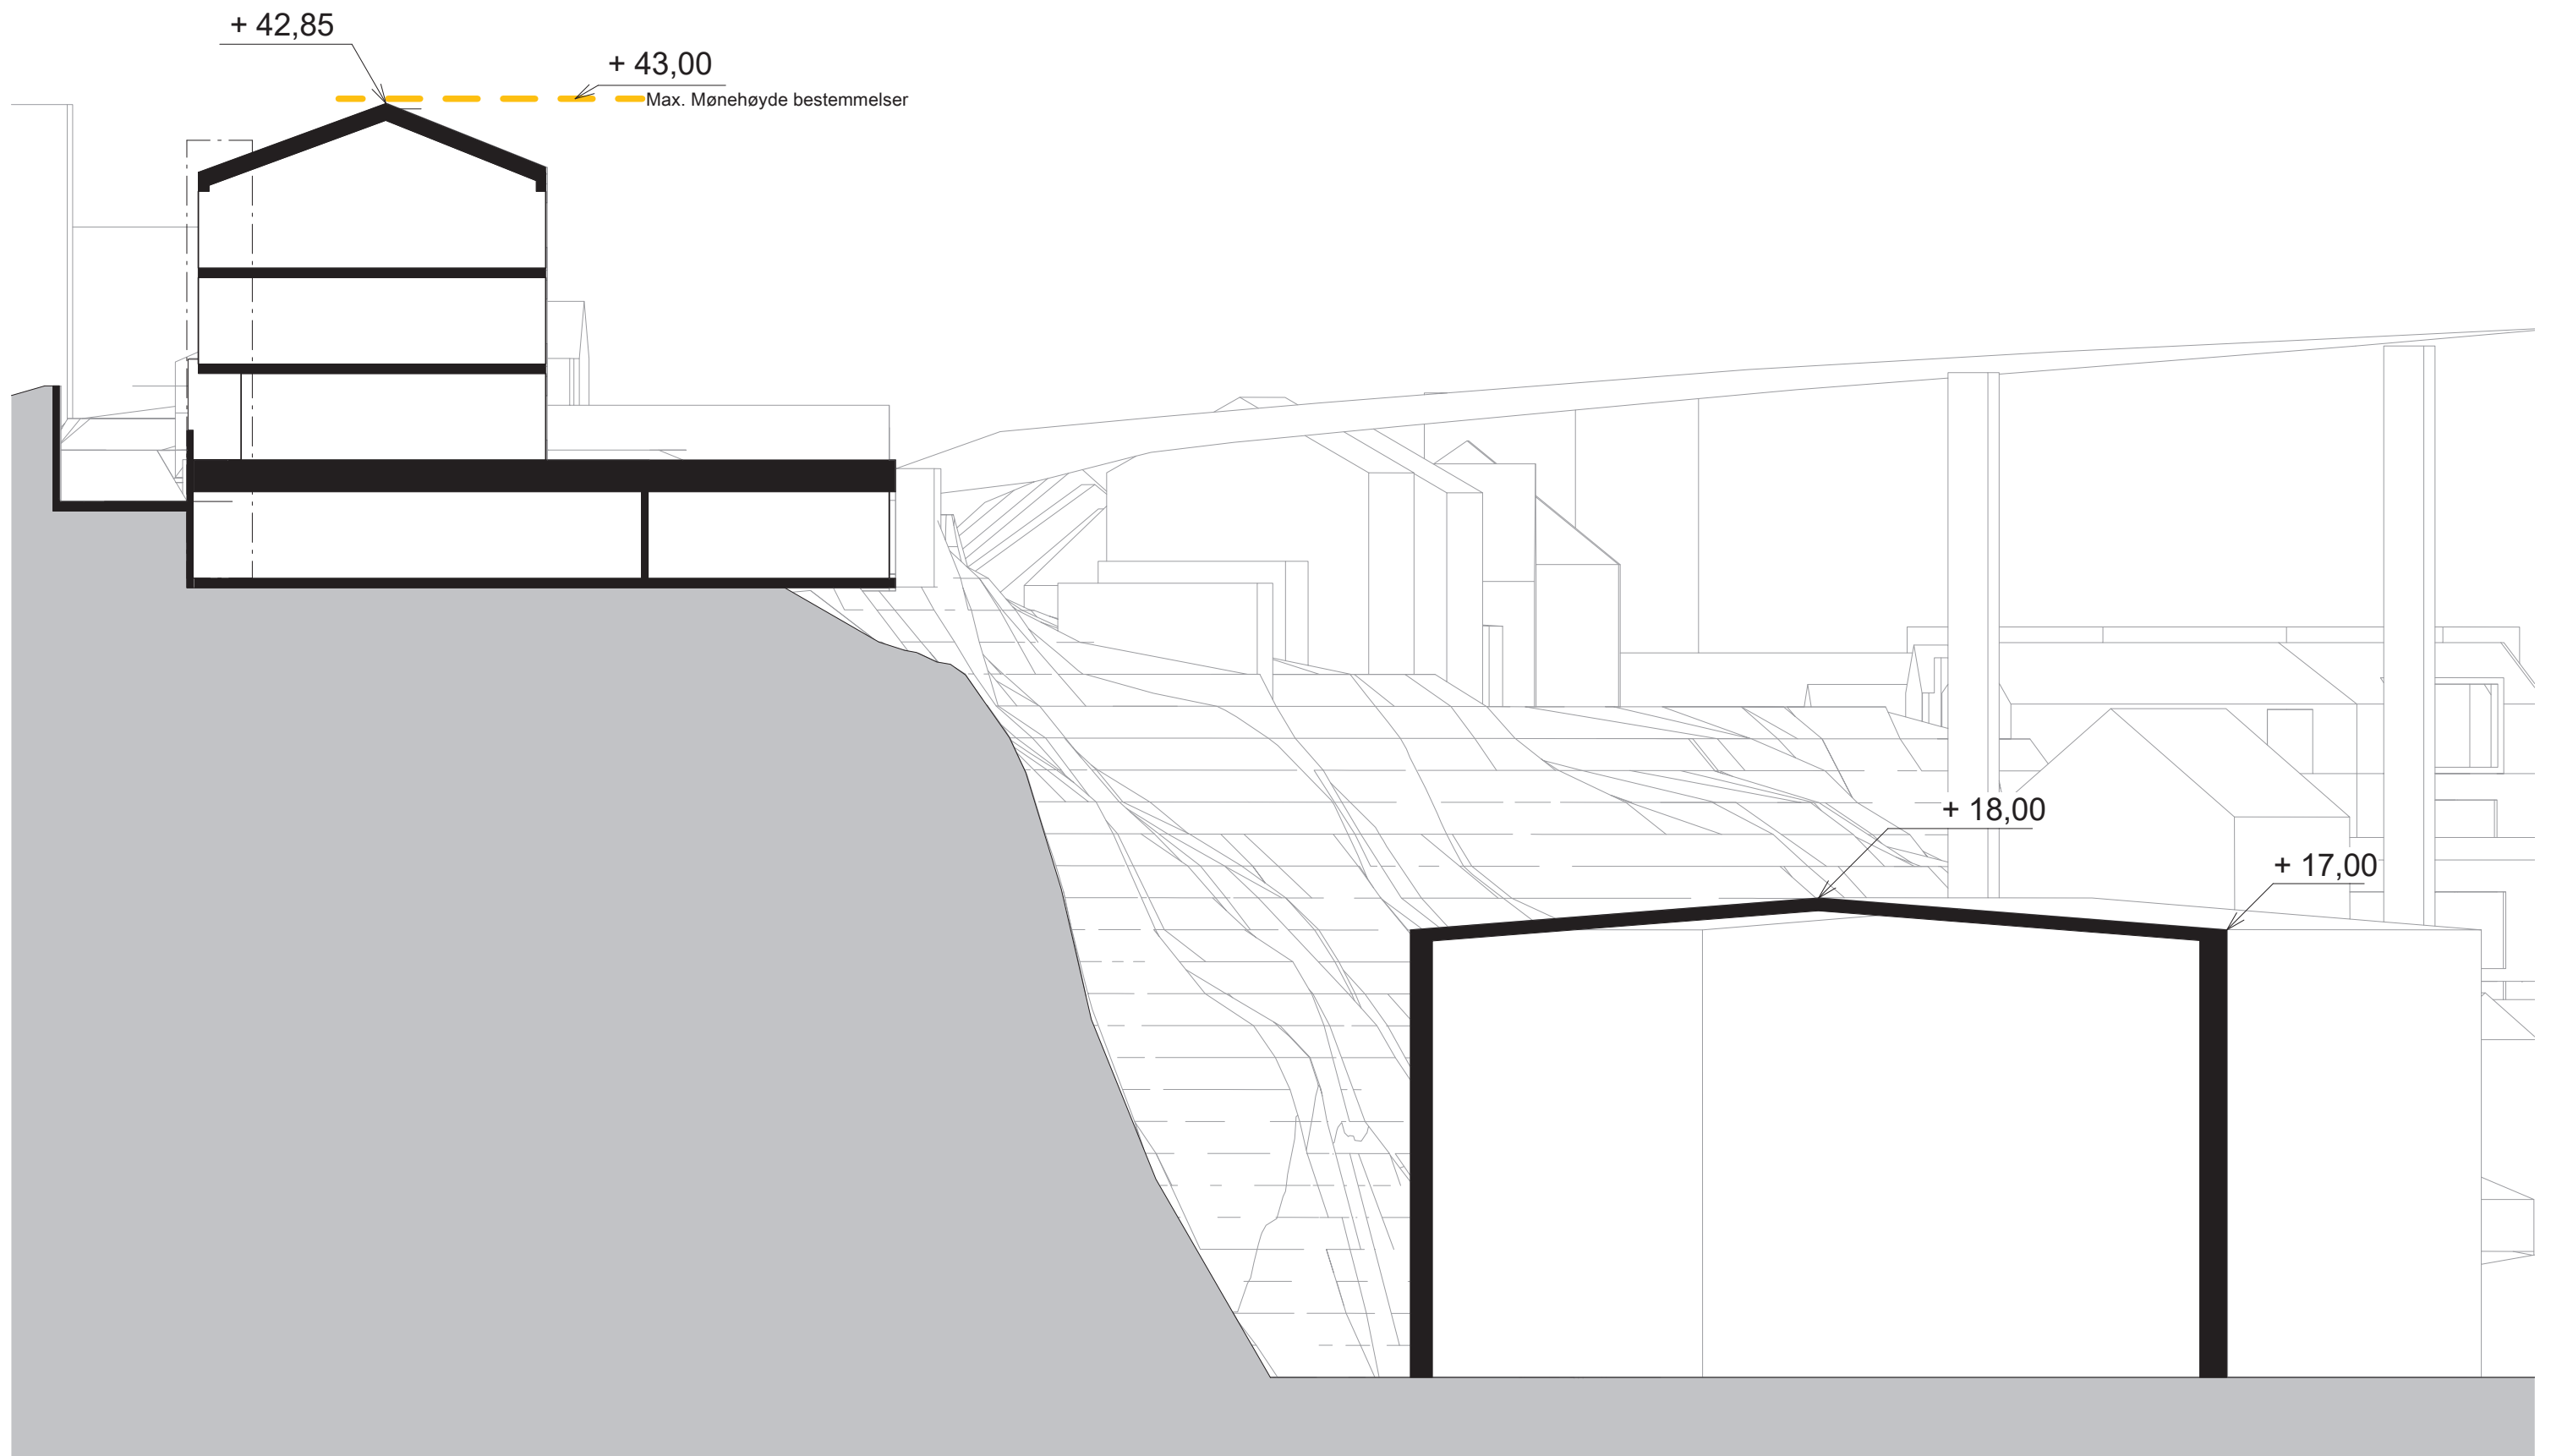 + 42,85
+ 43,00
Max. Mønehøyde bestemmelser
+ 18,00
+ 17,00